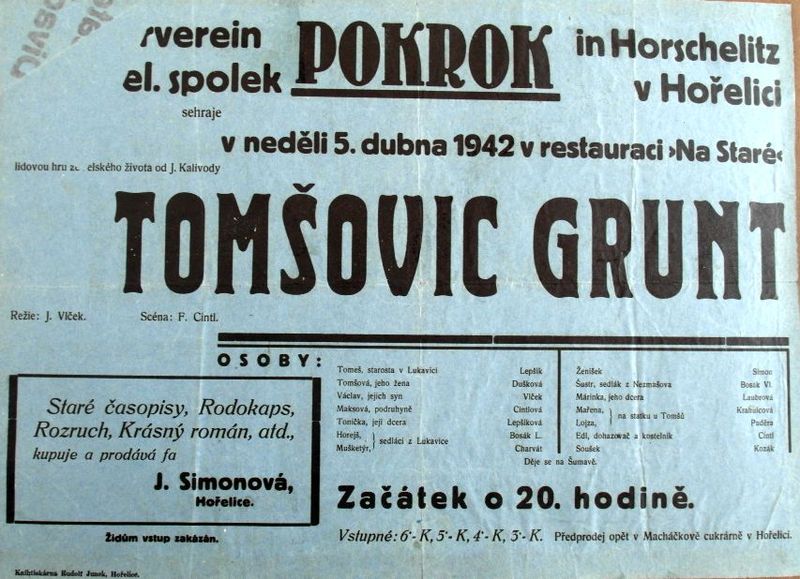 verein POKROK in Horschelitz
el. spolek v Hořelici
sehraje
v neděli 5. dubna 1942 v restauraci ›Na Staré‹
lidovou hru elského života od J. Kalivody
TOMŠOVIC GRUNT
Režie: J. Vlček. Scéna: F. Cintl.
OSOBY:
Tomeš, starosta v Lukavici Lepšík
Tomšová, jeho žena Dušková
Václav, jejich syn Vlček
Maksová, podruhyně Cintlová
Tonička, její dcera Lepšíková
Horejš, Bosák L.
} sedláci z Lukavice
Mušketýr, Charvát
Ženíšek Simon
Šustr, sedlák z Nezmašova Bosák Vl.
Márinka, jeho dcera Laubrová
Mařena, Krahulcová
} na statku u Tomšů
Lojza, Puděra
Edl, dohazovač a kostelník Cintl
Soušek Kozák
Děje se na Šumavě.
Staré časopisy, Rodokaps,
Rozruch, Krásný román, atd.,
kupuje a prodává fa
J. Simonová,
Hořelice.
Židům vstup zakázán.
Začátek o 20. hodině.
Vstupné: 6·- K, 5·- K, 4·- K, 3·- K. Předprodej opět v Macháčkově cukrárně v Hořelici.
Knihtiskárna Rudolf Junek, Hořelice.